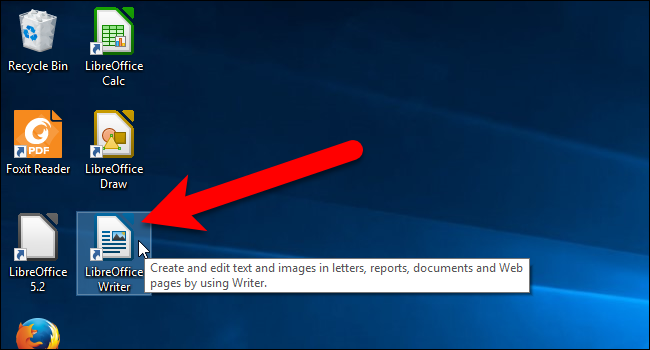 Recycle Bin
LibreOffice
Calc
PDF
Foxit Reader
LibreOffice
Draw
LibreOffice
5.2
LibreOffice
Writer
Create and edit text and images in letters, reports, documents and Web
pages by using Writer.